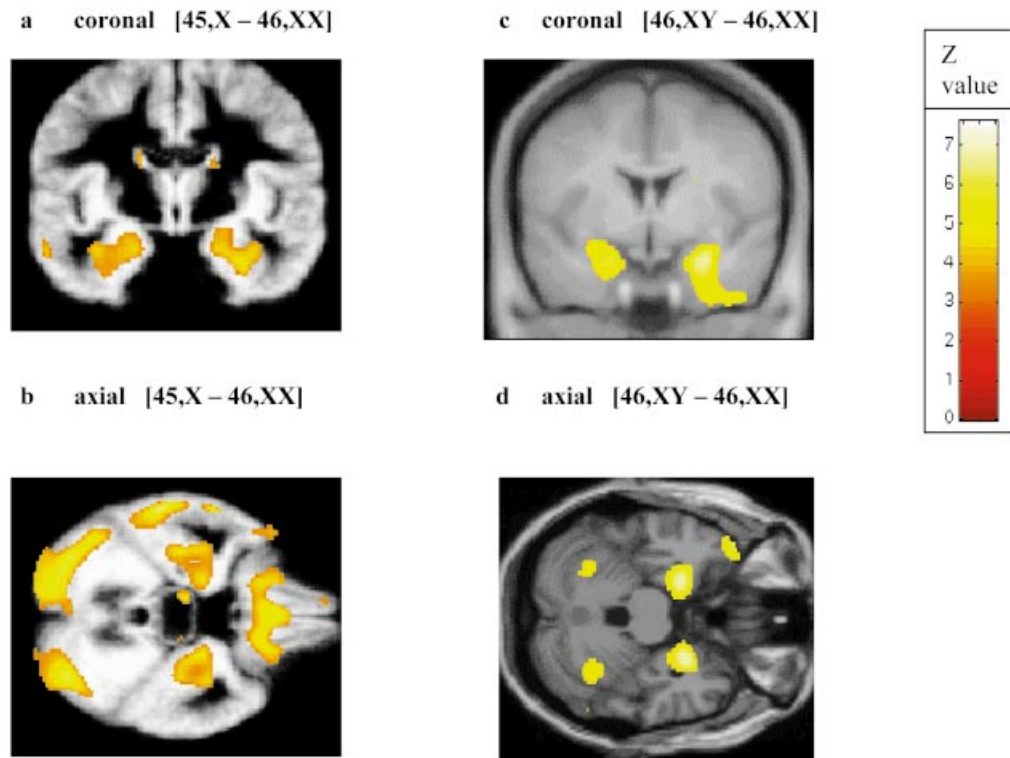 a coronal [45,X – 46,XX]
c coronal [46,XY – 46,XX]
Z
value
7
6
5
4
3
2
1
0
b axial [45,X – 46,XX]
d axial [46,XY – 46,XX]